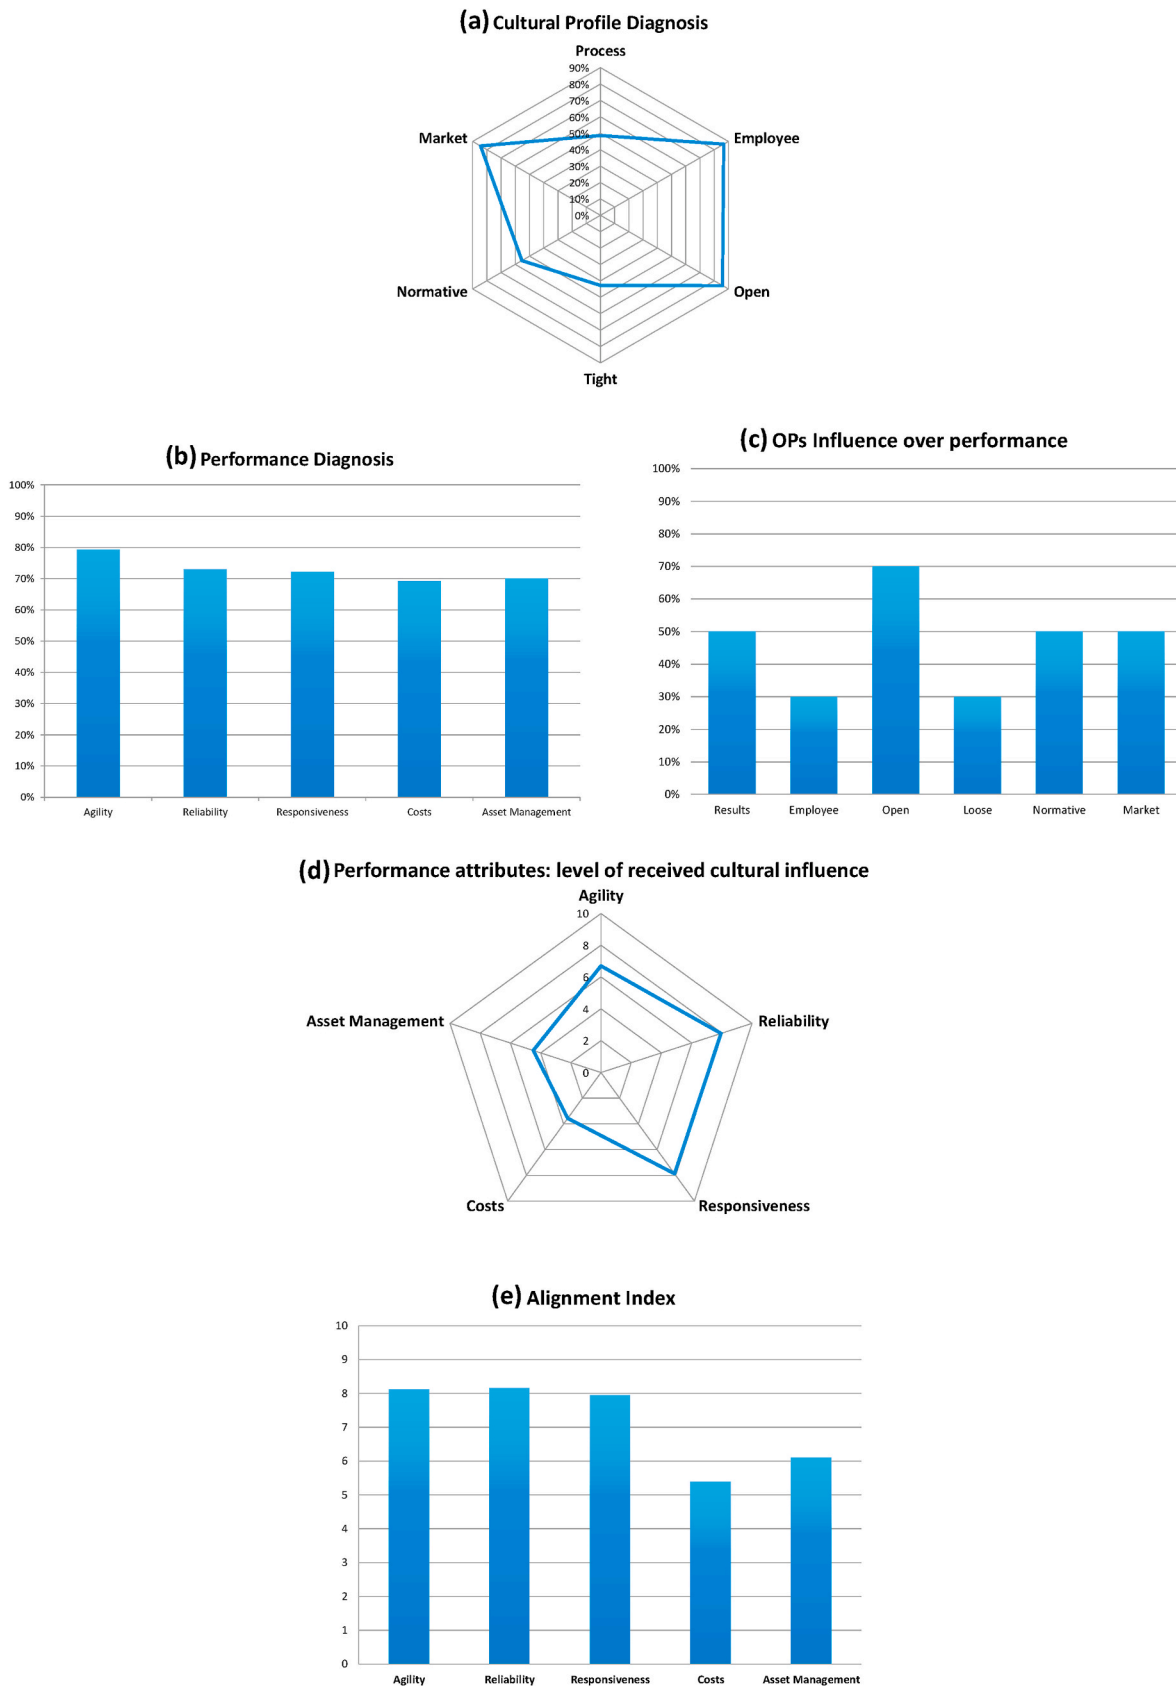 (a) Cultural Profile Diagnosis
Process
90%
80%
70%
60%
50%
40%
30%
20%
10%
0%
Market
Employee
Normative
Open
Tight
(b) Performance Diagnosis
100%
90%
80%
70%
60%
50%
40%
30%
20%
10%
0%
Agility Reliability Responsiveness Costs Asset Management
(c) OPs Influence over performance
100%
90%
80%
70%
60%
50%
40%
30%
20%
10%
0%
Results Employee Open Loose Normative Market
(d) Performance attributes: level of received cultural influence
Agility
10
8
6
4
2
0
Asset Management
Reliability
Costs
Responsiveness
(e) Alignment Index
10
9
8
7
6
5
4
3
2
1
0
Agility Reliability Responsiveness Costs Asset Management